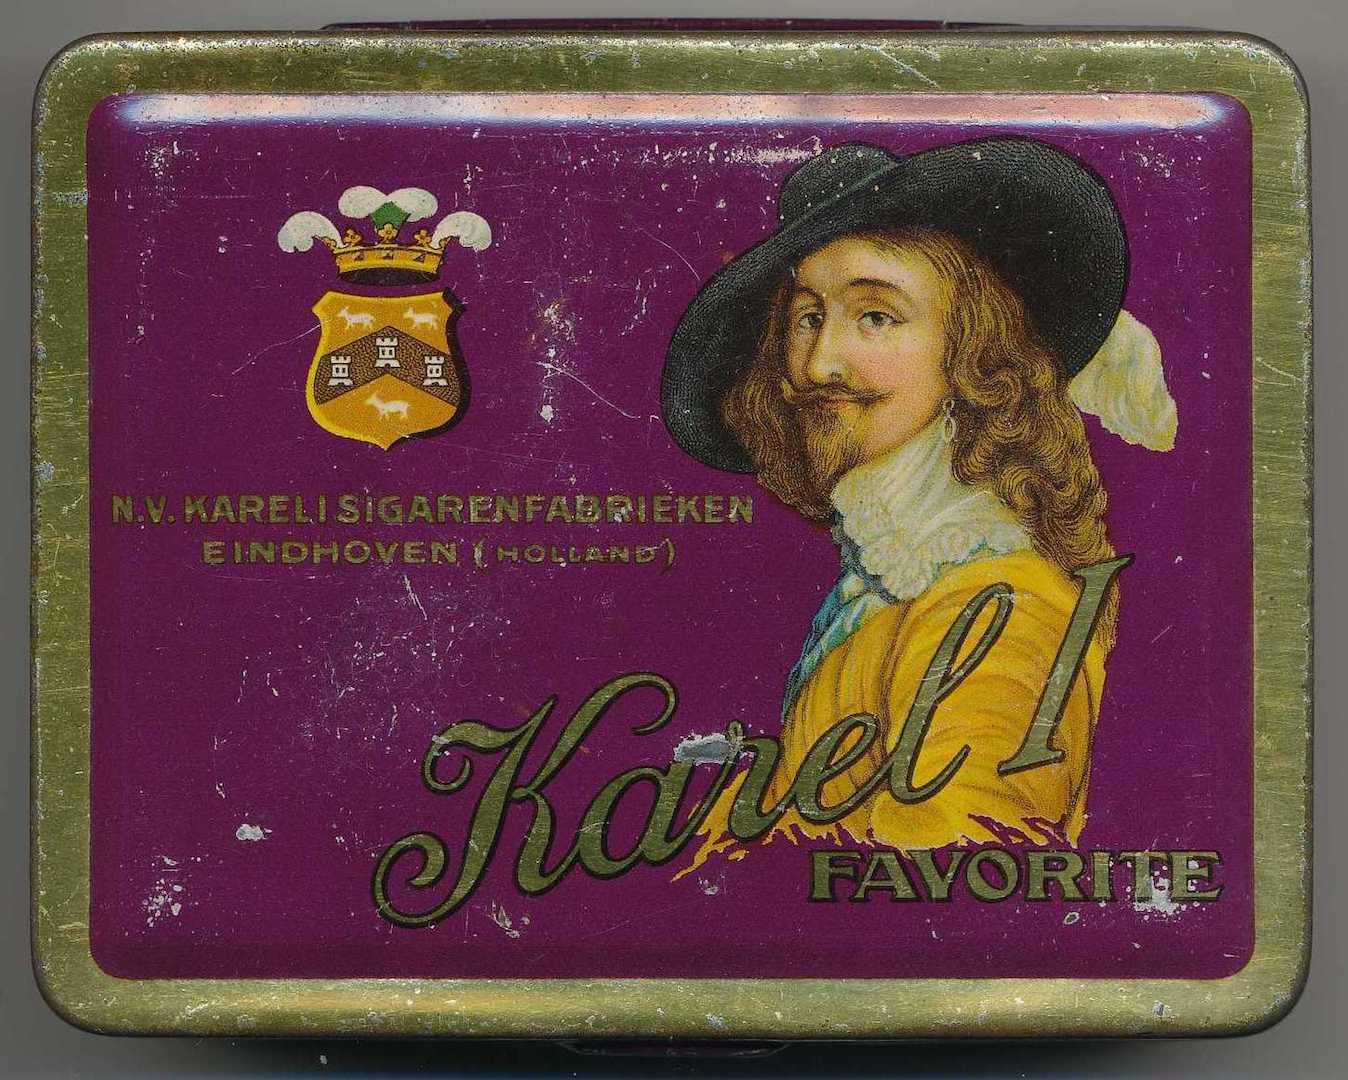 N.V. KAREL I SiGARENFABRIEKEN
EINDHOVEN (HOLLAND)
Karel I
FAVORITE